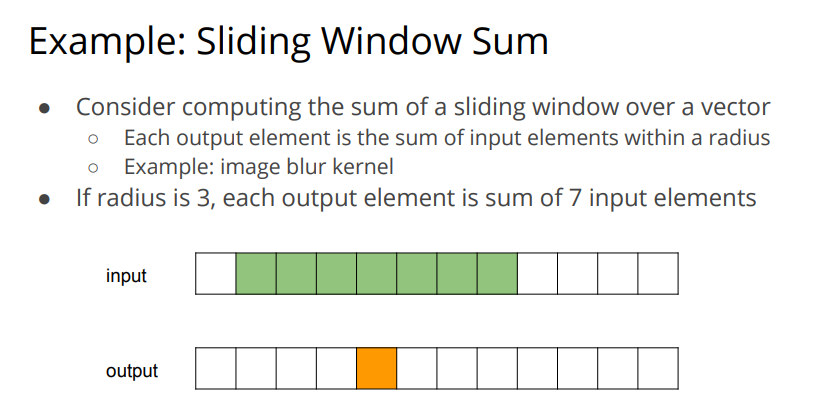 Example: Sliding Window Sum
● Consider computing the sum of a sliding window over a vector
○ Each output element is the sum of input elements within a radius
○ Example: image blur kernel
● If radius is 3, each output element is sum of 7 input elements
input
output